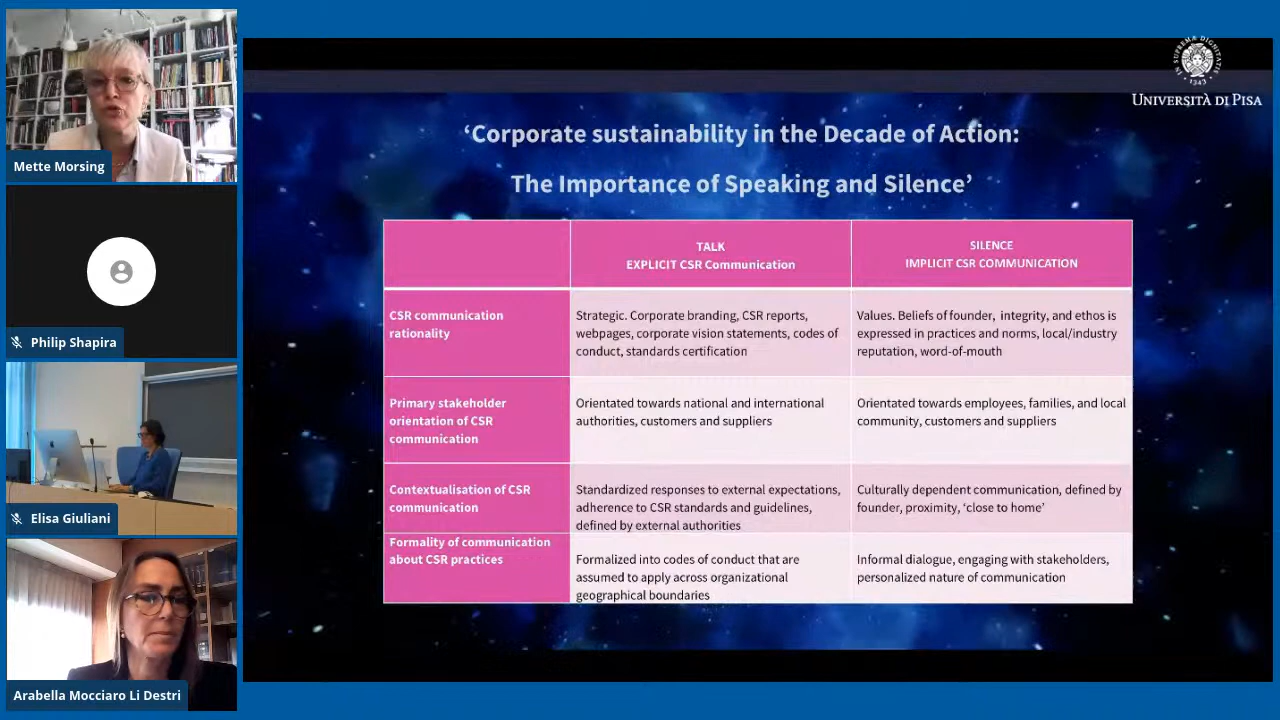 Mette Morsing
Philip Shapira
Elisa Giuliani
Arabella Mocciaro Li Destri
IN SUPREMA DIGNITATIS
1343
UNIVERSITÀ DI PISA
‘Corporate sustainability in the Decade of Action:
The Importance of Speaking and Silence’
TALK
EXPLICIT CSR Communication
SILENCE
IMPLICIT CSR COMMUNICATION
CSR communication
rationality
Strategic. Corporate branding, CSR reports,
webpages, corporate vision statements, codes of
conduct, standards certification
Values. Beliefs of founder, integrity, and ethos is
expressed in practices and norms, local/industry
reputation, word-of-mouth
Primary stakeholder
orientation of CSR
communication
Orientated towards national and international
authorities, customers and suppliers
Orientated towards employees, families, and local
community, customers and suppliers
Contextualisation of CSR
communication
Standardized responses to external expectations,
adherence to CSR standards and guidelines,
defined by external authorities
Culturally dependent communication, defined by
founder, proximity, ‘close to home’
Formality of communication
about CSR practices
Formalized into codes of conduct that are
assumed to apply across organizational
geographical boundaries
Informal dialogue, engaging with stakeholders,
personalized nature of communication